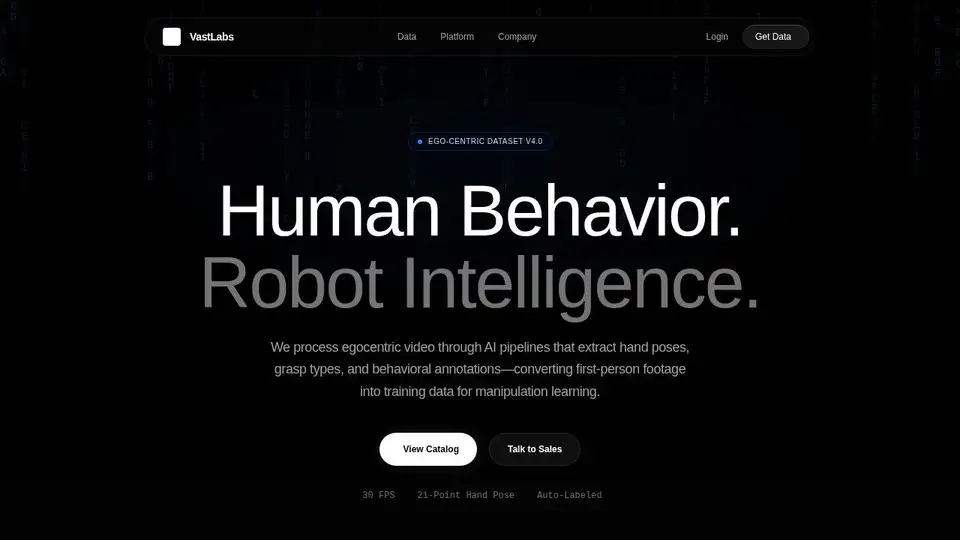 VastLabs
Data Platform Company
Login Get Data
EGO-CENTRIC DATASET V4.0
Human Behavior.
Robot Intelligence.
We process egocentric video through AI pipelines that extract hand poses,
grasp types, and behavioral annotations—converting first-person footage
into training data for manipulation learning.
View Catalog Talk to Sales
30 FPS 21-Point Hand Pose Auto-Labeled